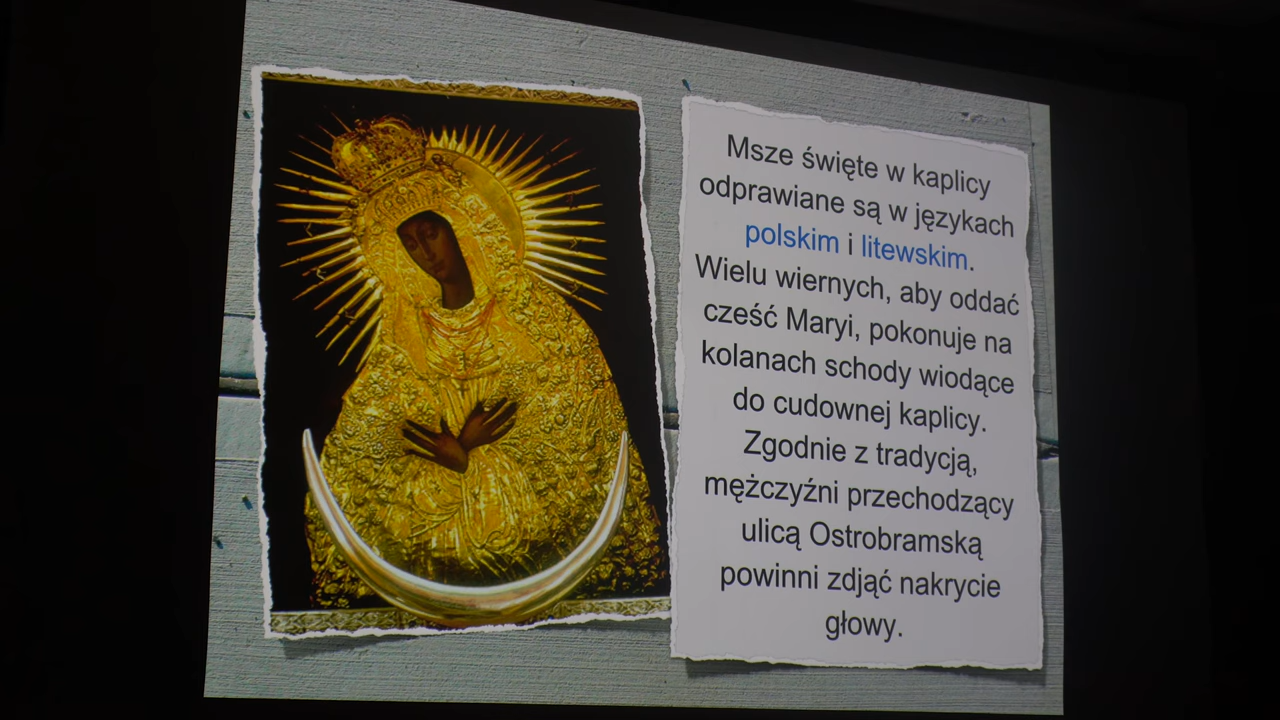 Msze święte w kaplicy
odprawiane są w językach
polskim i litewskim.
Wielu wiernych, aby oddać
cześć Maryi, pokonuje na
kolanach schody wiodące
do cudownej kaplicy.
Zgodnie z tradycją,
mężczyźni przechodzący
ulicą Ostrobramską
powinni zdjąć nakrycie
głowy.